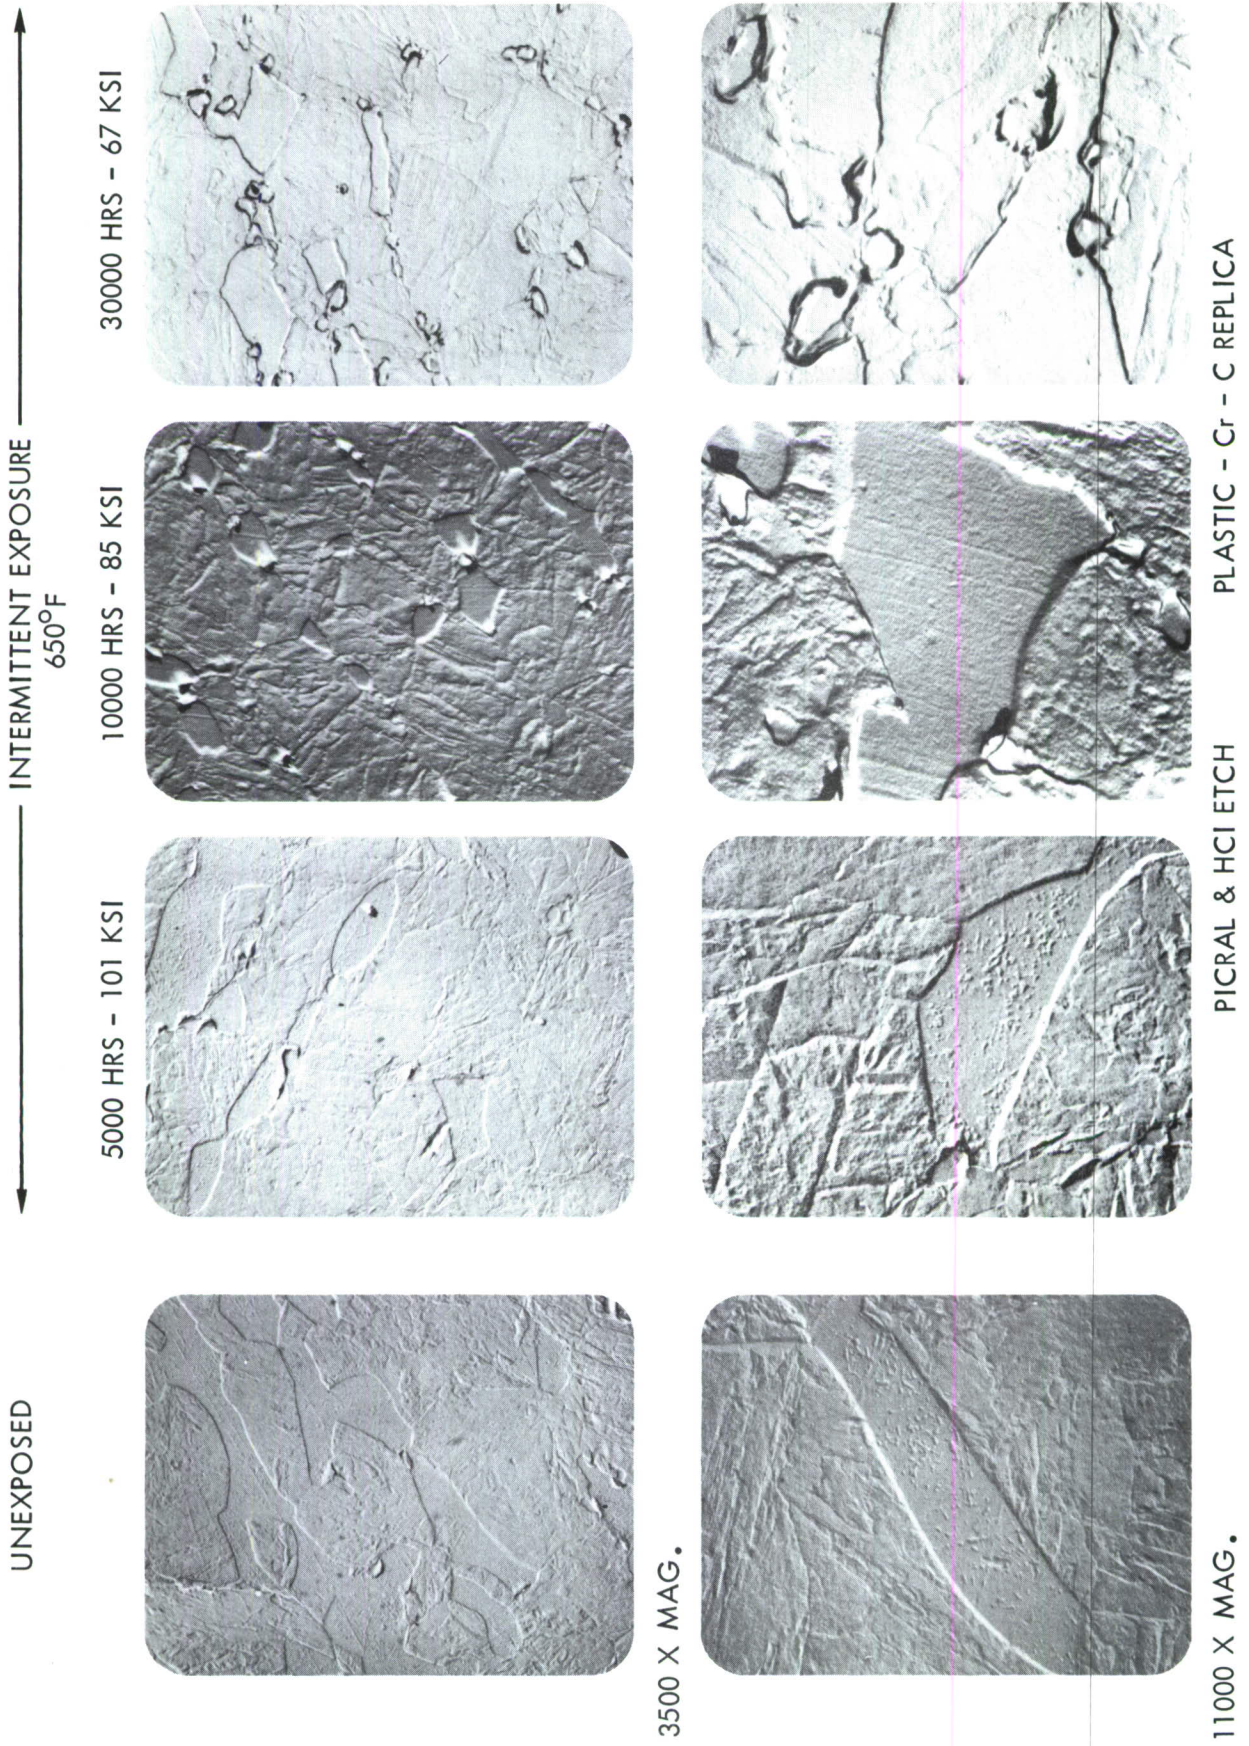 UNEXPOSED
INTERMITTENT EXPOSURE
650°F
5000 HRS - 101 KSI
10000 HRS - 85 KSI
30000 HRS - 67 KSI
3500 X MAG.
11000 X MAG.
PICRAL & HCl ETCH
PLASTIC - Cr - C REPLICA